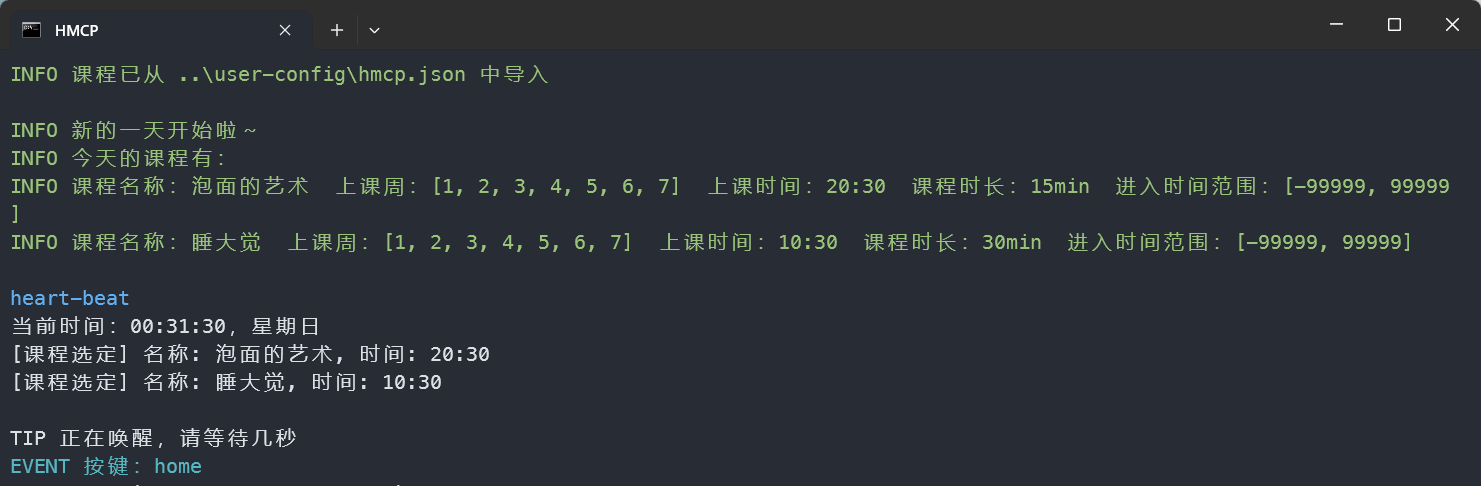 HMCP
INFO 课程已从 ..\user-config\hmcp.json 中导入
INFO 新的一天开始啦～
INFO 今天的课程有：
INFO 课程名称：泡面的艺术  上课周：[1, 2, 3, 4, 5, 6, 7]  上课时间：20:30  课程时长：15min  进入时间范围：[-99999, 99999
]
INFO 课程名称：睡大觉  上课周：[1, 2, 3, 4, 5, 6, 7]  上课时间：10:30  课程时长：30min  进入时间范围：[-99999, 99999]
heart-beat
当前时间：00:31:30，星期日
[课程选定] 名称: 泡面的艺术, 时间: 20:30
[课程选定] 名称: 睡大觉, 时间: 10:30
TIP 正在唤醒，请等待几秒
EVENT 按键：home